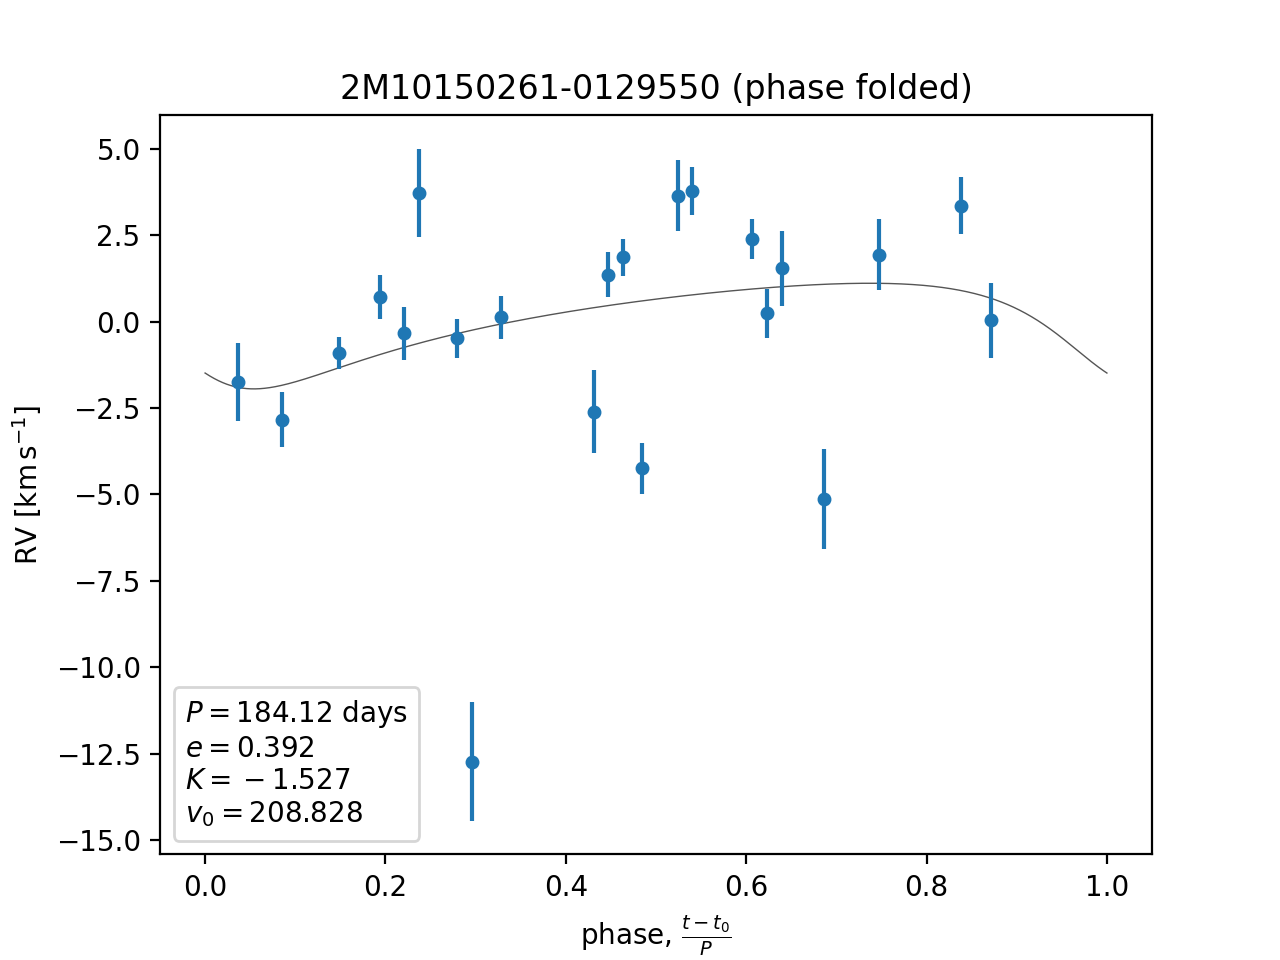 2M10150261-0129550 (phase folded)
RV [km s⁻¹]
5.0
2.5
0.0
−2.5
−5.0
−7.5
−10.0
−12.5
−15.0
P = 184.12 days
e = 0.392
K = −1.527
v₀ = 208.828
0.0 0.2 0.4 0.6 0.8 1.0
phase, (t − t₀)/P